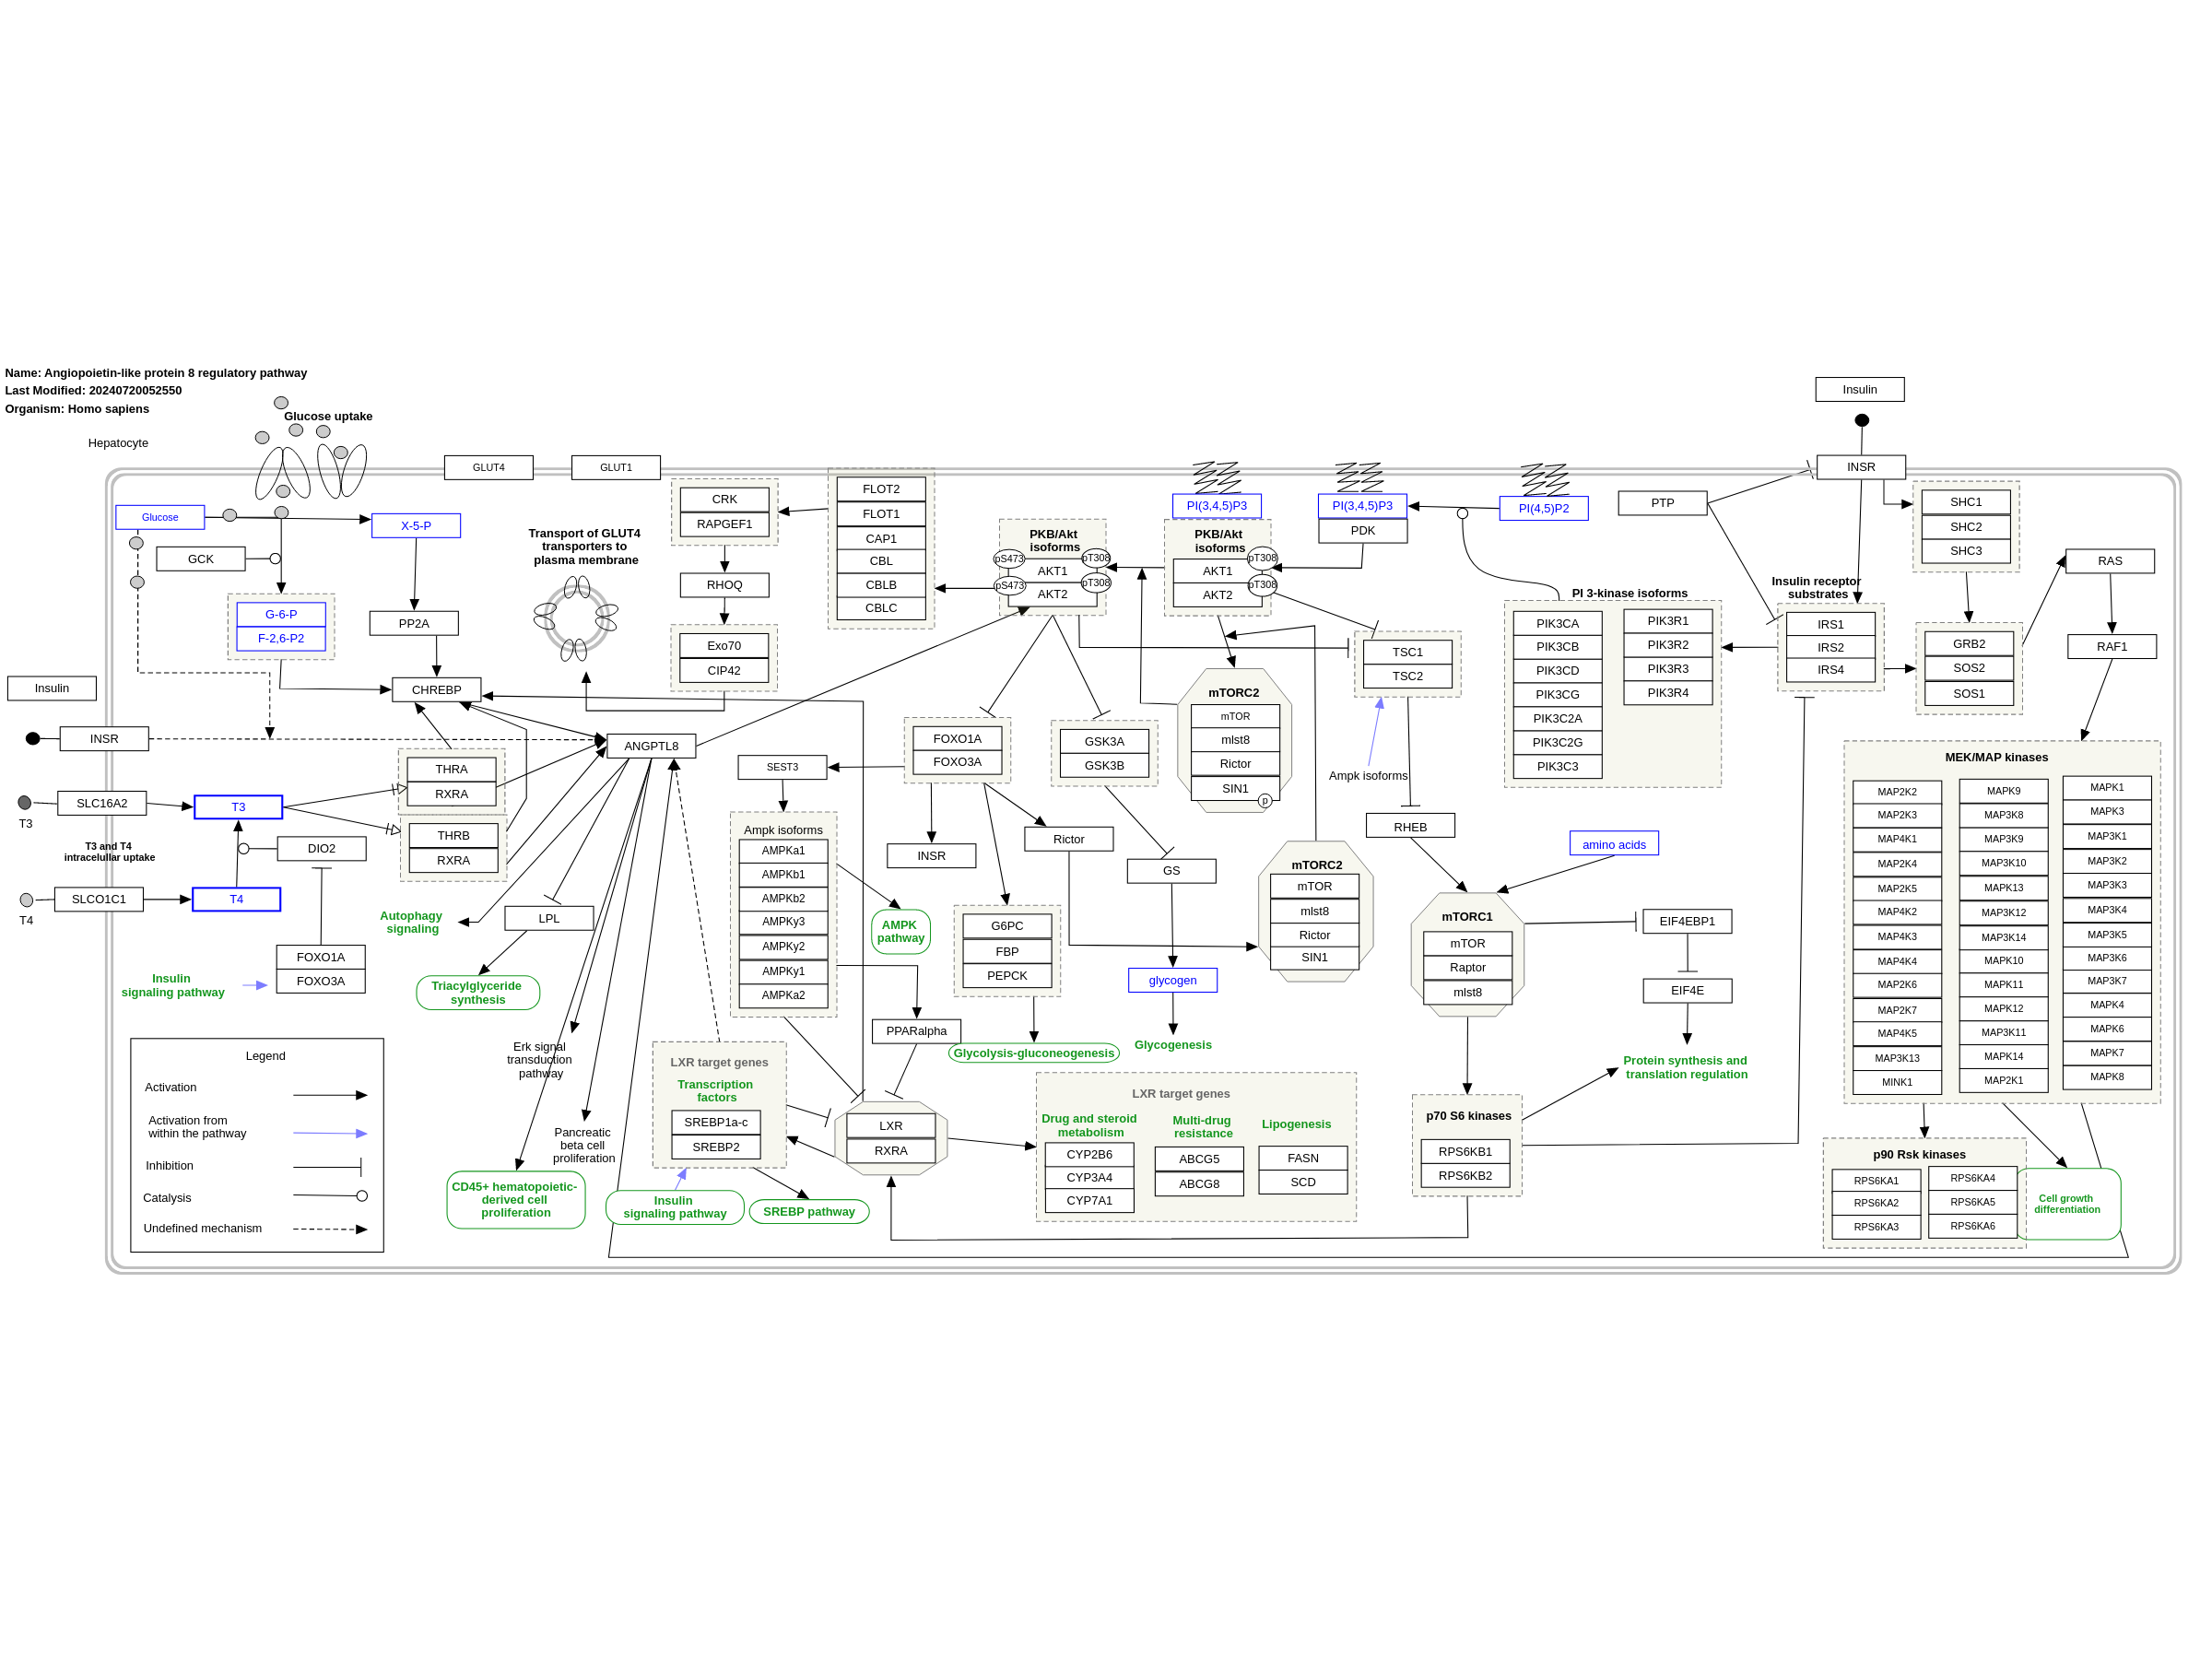 Name: Angiopoietin-like protein 8 regulatory pathway
Last Modified: 20240720052550
Organism: Homo sapiens
Hepatocyte
Glucose uptake
GLUT4
GLUT1
Glucose
X-5-P
GCK
G-6-P
F-2,6-P2
PP2A
CHREBP
Transport of GLUT4
transporters to
plasma membrane
CRK
RAPGEF1
RHOQ
Exo70
CIP42
FLOT2
FLOT1
CAP1
CBL
CBLB
CBLC
PKB/Akt
isoforms
pS473
pT308
AKT1
pS473
pT308
AKT2
PI(3,4,5)P3
PKB/Akt
isoforms
pT308
AKT1
pT308
AKT2
PI(3,4,5)P3
PDK
PI(4,5)P2
PTP
Insulin
INSR
SHC1
SHC2
SHC3
RAS
RAF1
Insulin receptor
substrates
IRS1
IRS2
IRS4
GRB2
SOS2
SOS1
PI 3-kinase isoforms
PIK3CA
PIK3CB
PIK3CD
PIK3CG
PIK3C2A
PIK3C2G
PIK3C3
PIK3R1
PIK3R2
PIK3R3
PIK3R4
TSC1
TSC2
Ampk isoforms
RHEB
amino acids
mTORC2
mTOR
mlst8
Rictor
SIN1
p
mTORC2
mTOR
mlst8
Rictor
SIN1
mTORC1
mTOR
Raptor
mlst8
EIF4EBP1
EIF4E
Protein synthesis and
translation regulation
p70 S6 kinases
RPS6KB1
RPS6KB2
Insulin
INSR
T3
SLC16A2
T3
T3 and T4
intracelullar uptake
T4
SLCO1C1
T4
DIO2
FOXO1A
FOXO3A
Insulin
signaling pathway
THRA
RXRA
THRB
RXRA
ANGPTL8
Autophagy
signaling
LPL
Triacylglyceride
synthesis
Erk signal
transduction
pathway
Pancreatic
beta cell
proliferation
CD45+ hematopoietic-
derived cell
proliferation
SEST3
Ampk isoforms
AMPKa1
AMPKb1
AMPKb2
AMPKy3
AMPKy2
AMPKy1
AMPKa2
AMPK
pathway
PPARalpha
FOXO1A
FOXO3A
INSR
Rictor
G6PC
FBP
PEPCK
Glycolysis-gluconeogenesis
GSK3A
GSK3B
GS
glycogen
Glycogenesis
LXR target genes
Transcription
factors
SREBP1a-c
SREBP2
Insulin
signaling pathway
SREBP pathway
LXR
RXRA
LXR target genes
Drug and steroid
metabolism
CYP2B6
CYP3A4
CYP7A1
Multi-drug
resistance
ABCG5
ABCG8
Lipogenesis
FASN
SCD
MEK/MAP kinases
MAP2K2
MAP2K3
MAP4K1
MAP2K4
MAP2K5
MAP4K2
MAP4K3
MAP4K4
MAP2K6
MAP2K7
MAP4K5
MAP3K13
MINK1
MAPK9
MAP3K8
MAP3K9
MAP3K10
MAPK13
MAP3K12
MAP3K14
MAPK10
MAPK11
MAPK12
MAP3K11
MAPK14
MAP2K1
MAPK1
MAPK3
MAP3K1
MAP3K2
MAP3K3
MAP3K4
MAP3K5
MAP3K6
MAP3K7
MAPK4
MAPK6
MAPK7
MAPK8
p90 Rsk kinases
RPS6KA1
RPS6KA2
RPS6KA3
RPS6KA4
RPS6KA5
RPS6KA6
Cell growth
differentiation
Legend
Activation
Activation from
within the pathway
Inhibition
Catalysis
Undefined mechanism